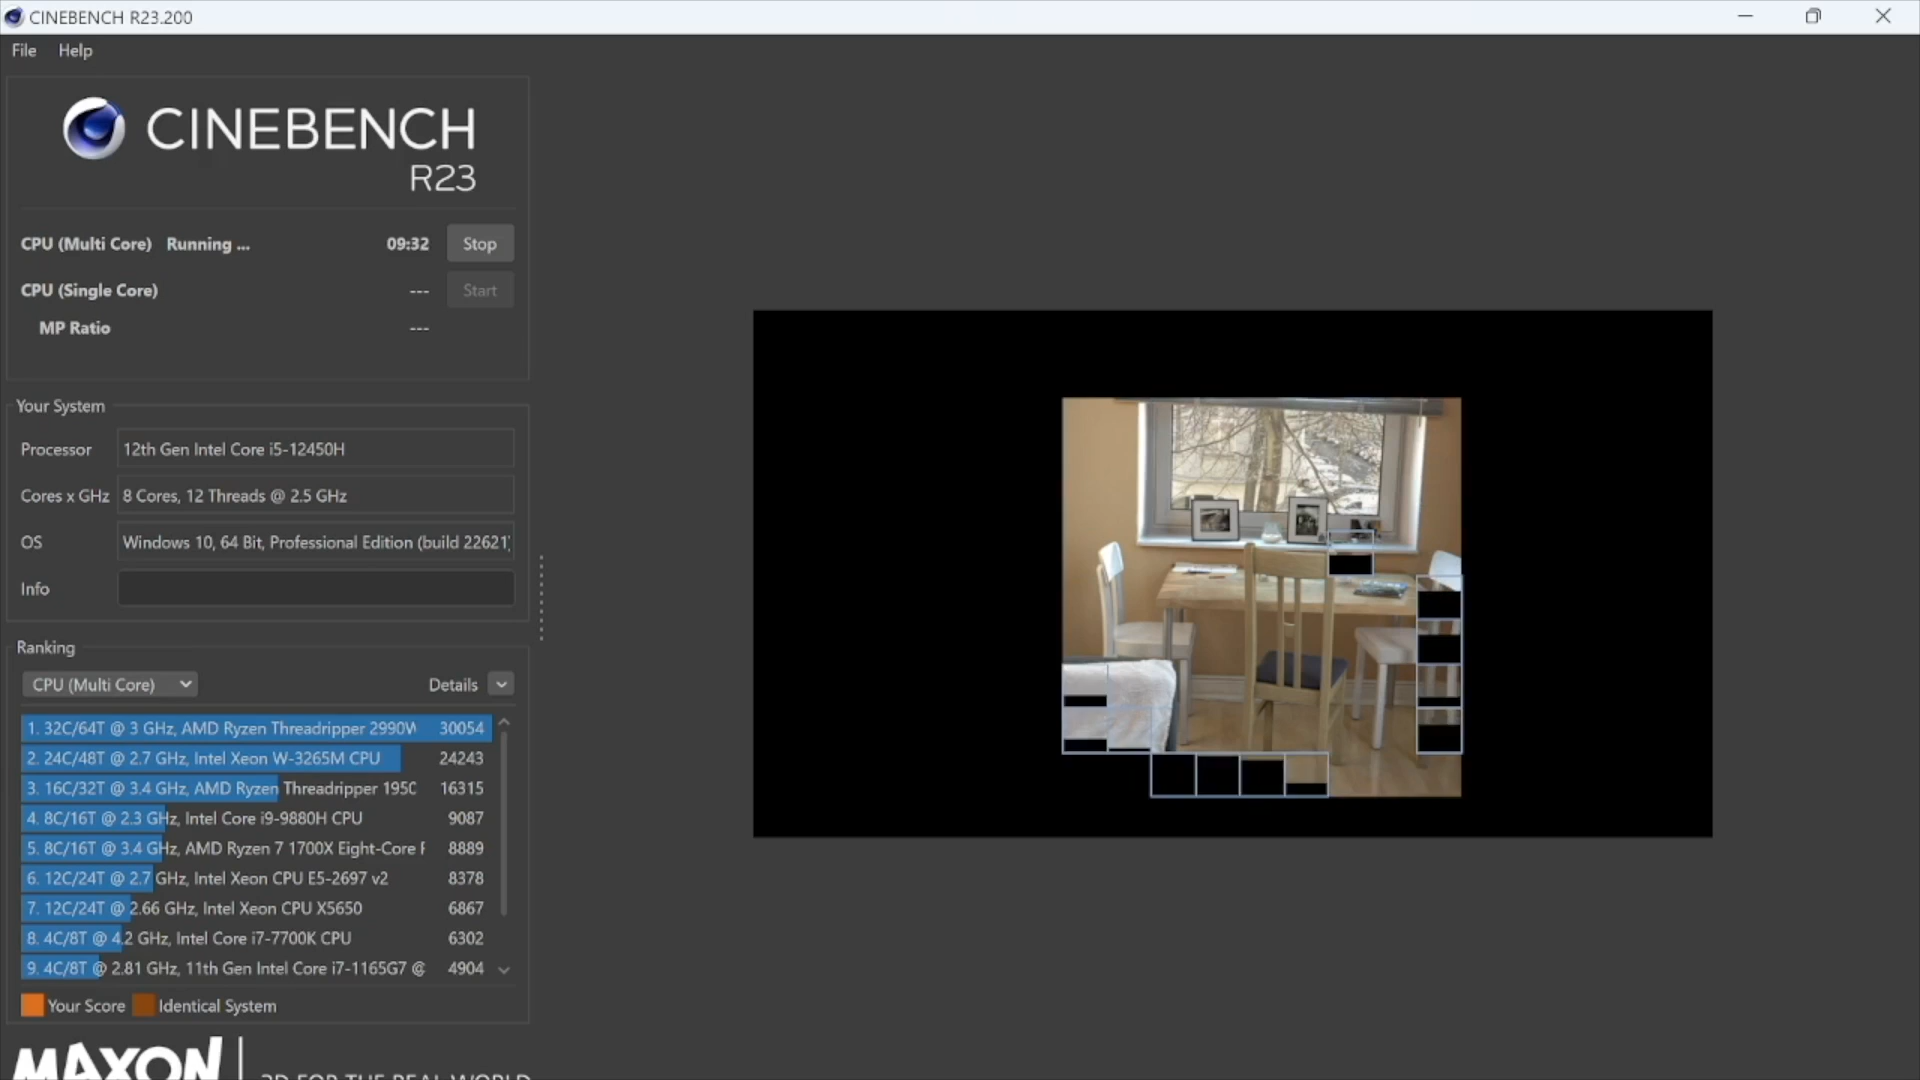 CINEBENCH R23.200
File Help
CINEBENCH
R23
CPU (Multi Core) Running ... 09:32 Stop
CPU (Single Core) --- Start
MP Ratio ---
Your System
Processor 12th Gen Intel Core i5-12450H
Cores x GHz 8 Cores, 12 Threads @ 2.5 GHz
OS Windows 10, 64 Bit, Professional Edition (build 22621)
Info
Ranking
CPU (Multi Core) Details
1. 32C/64T @ 3 GHz, AMD Ryzen Threadripper 2990W 30054
2. 24C/48T @ 2.7 GHz, Intel Xeon W-3265M CPU 24243
3. 16C/32T @ 3.4 GHz, AMD Ryzen Threadripper 195C 16315
4. 8C/16T @ 2.3 GHz, Intel Core i9-9880H CPU 9087
5. 8C/16T @ 3.4 GHz, AMD Ryzen 7 1700X Eight-Core 8889
6. 12C/24T @ 2.7 GHz, Intel Xeon CPU E5-2697 v2 8378
7. 12C/24T @ 2.66 GHz, Intel Xeon CPU X5650 6867
8. 4C/8T @ 4.2 GHz, Intel Core i7-7700K CPU 6302
9. 4C/8T @ 2.81 GHz, 11th Gen Intel Core i7-1165G7 @ 4904
Your Score Identical System
MAXON
3D FOR THE REAL WORLD